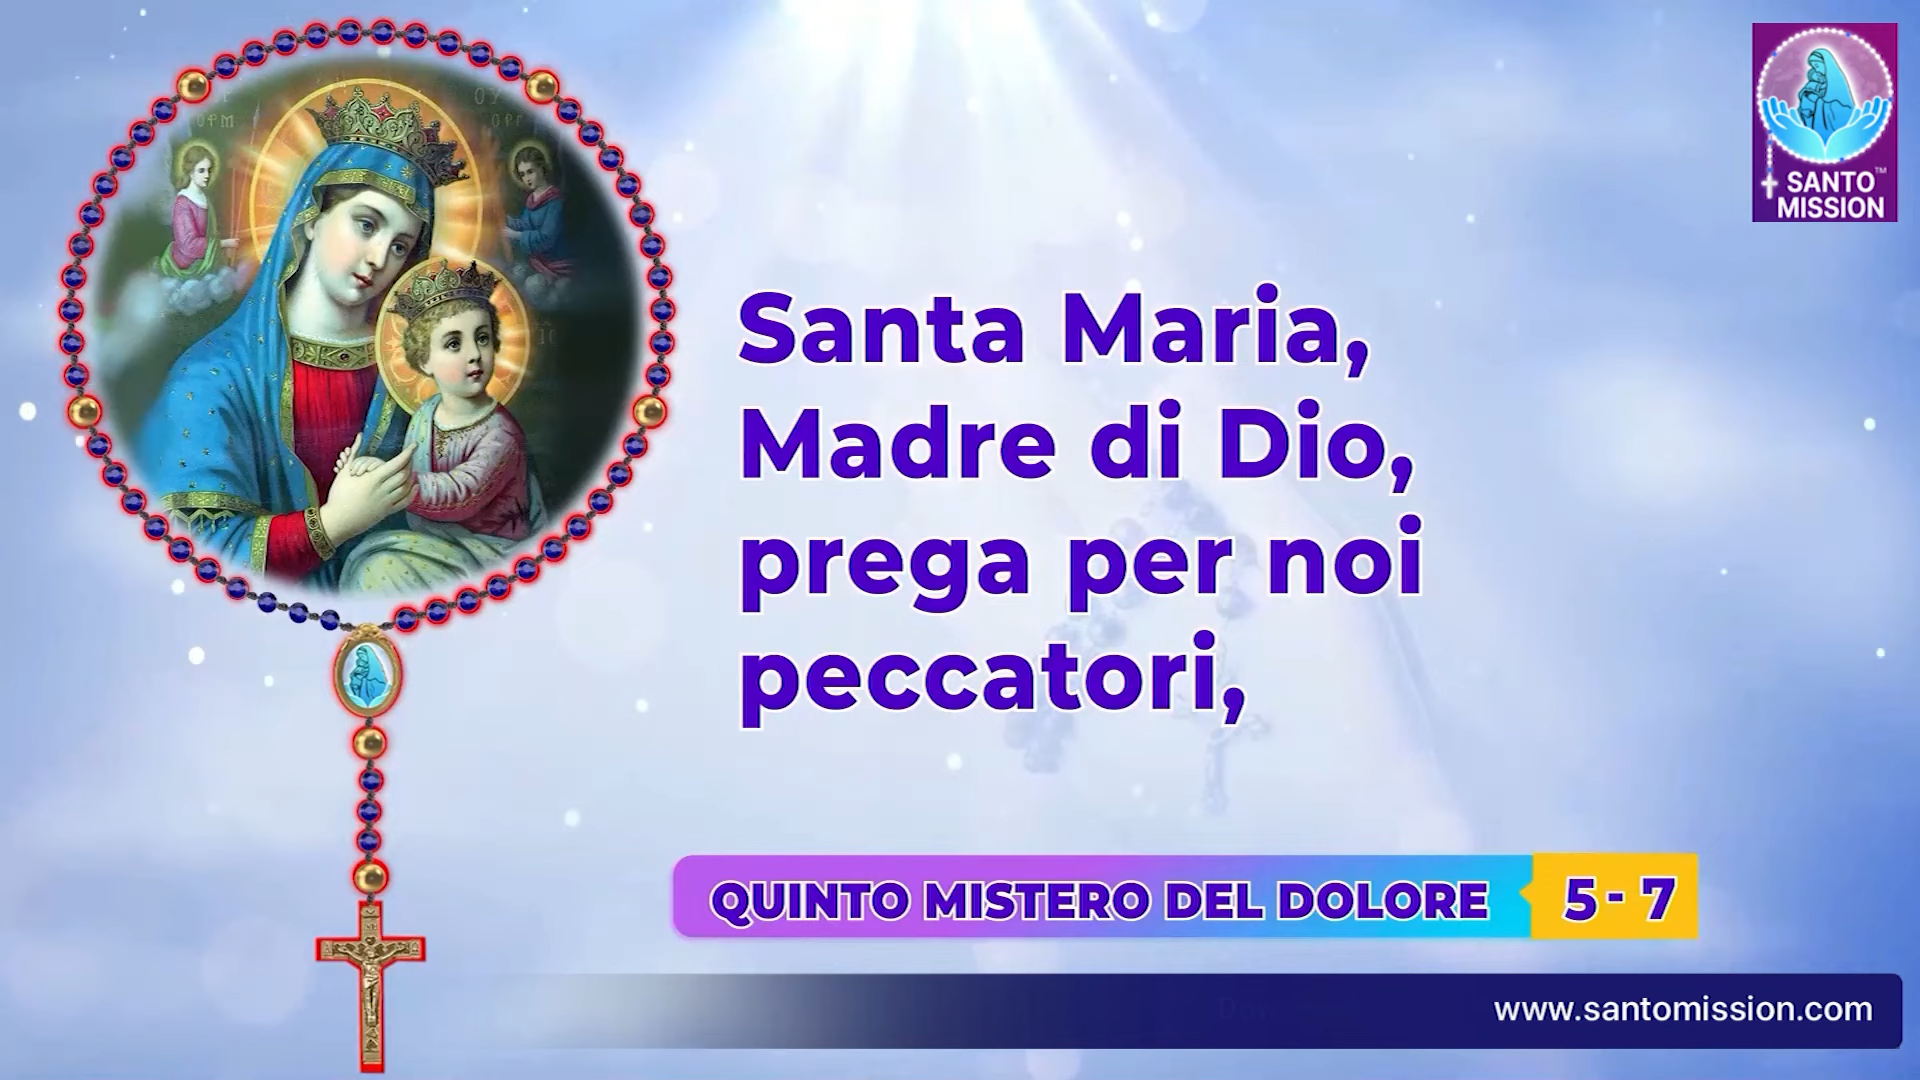 SANTO™
MISSION
Santa Maria,
Madre di Dio,
prega per noi
peccatori,
QUINTO MISTERO DEL DOLORE 5 - 7
www.santomission.com